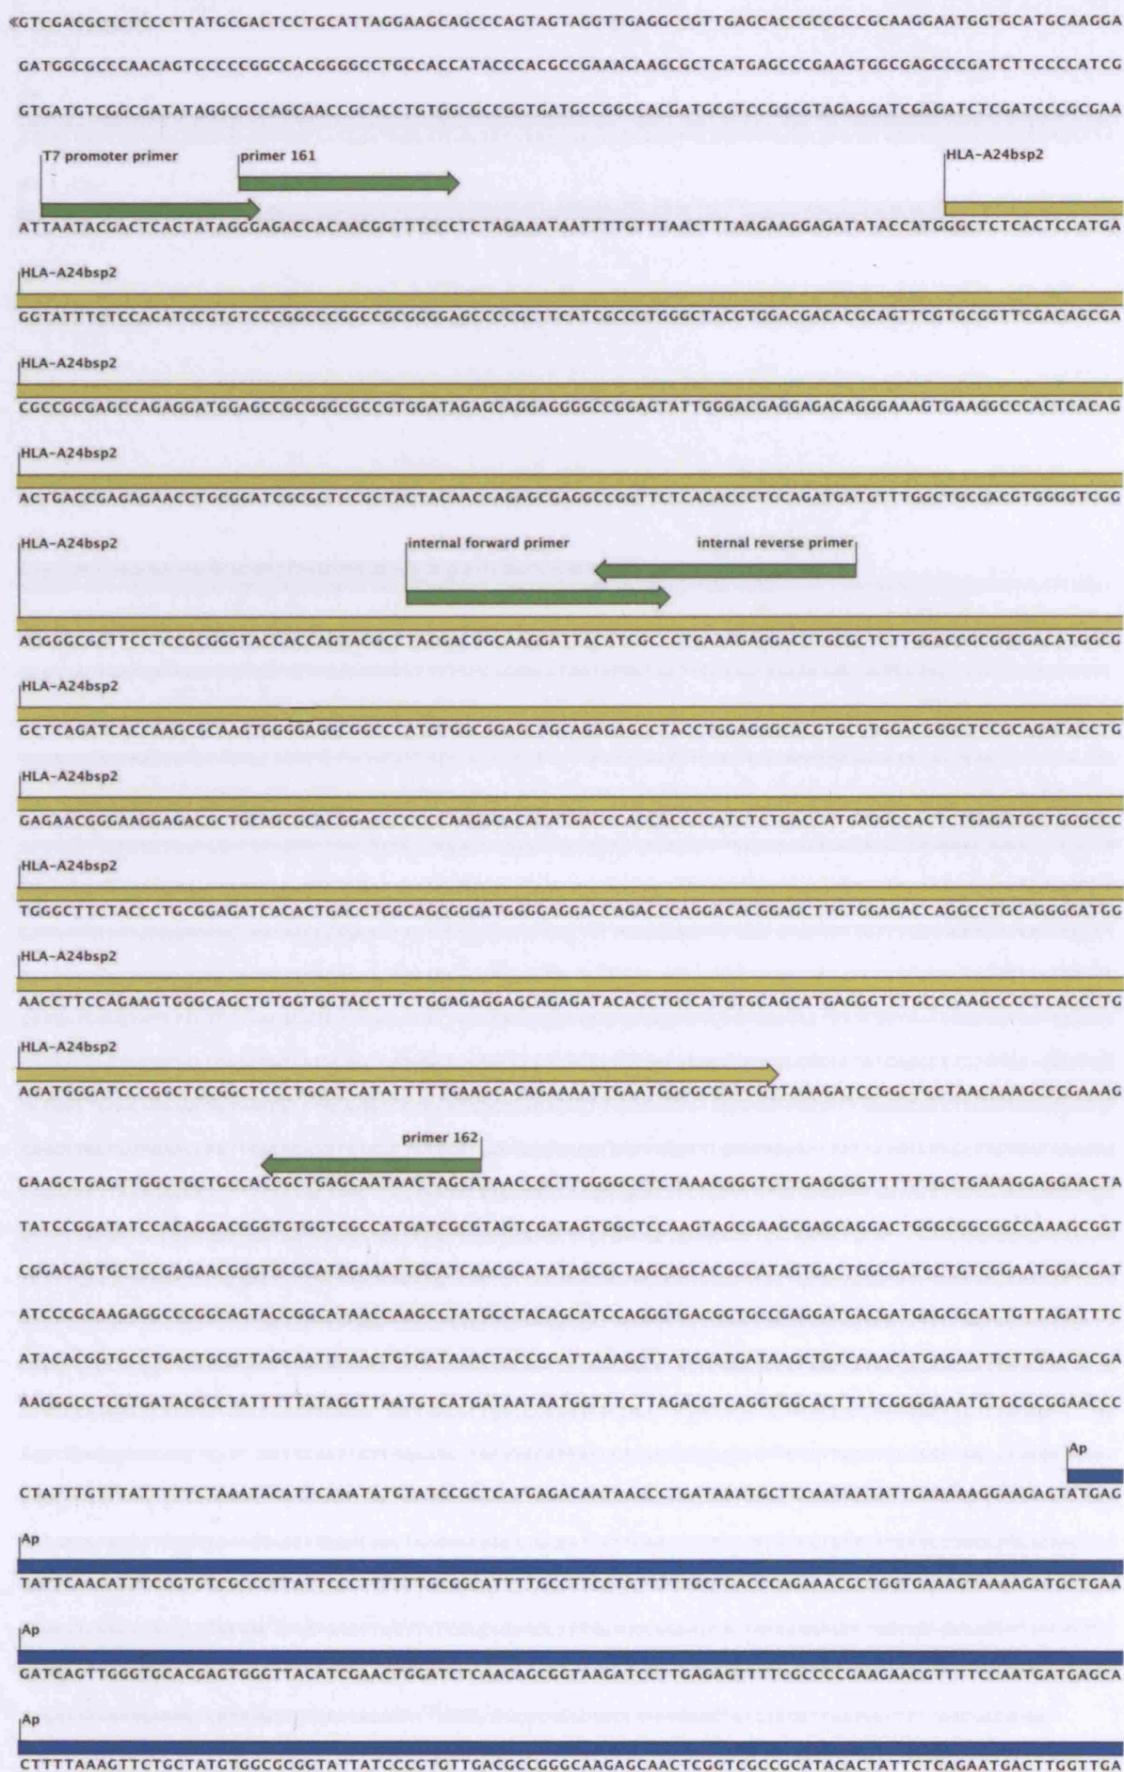 GTCGACGCTCTCCCTTATGCGACTCCTGCATTAGGAAGCAGCCCAGTAGTAGGTTGAGGCCGTTGAGCACCGCCGCCGCAAGGAATGGTGCATGCAAGGA
GATGGCGCCCAACAGTCCCCCGGCCACGGGGCCTGCCACCATACCCACGCCGAAACAAGCGCTCATGAGCCCGAAGTGGCGAGCCCGATCTTCCCCATCG
GTGATGTCGGCGATATAGGCGCCAGCAACCGCACCTGTGGCGCCGGTGATGCCGGCCACGATGCGTCCGGCGTAGAGGATCGAGATCTCGATCCCGCGAA
T7 promoter primer primer 161 HLA-A24bsp2
ATTAATACGACTCACTATAGGGAGACCACAACGGTTTCCCTCTAGAAATAATTTTGTTTAACTTTAAGAAGGAGATATACCATGGGCTCTCACTCCATGA
HLA-A24bsp2
GGTATTTCTCCACATCCGTGTCCCGGCCCGGCCGCGGGGAGCCCCGCTTCATCGCCGTGGGCTACGTGGACGACACGCAGTTCGTGCGGTTCGACAGCGA
HLA-A24bsp2
CGCCGCGAGCCAGAGGATGGAGCCGCGGGCGCCGTGGATAGAGCAGGAGGGGCCGGAGTATTGGGACGAGGAGACAGGGAAAGTGAAGGCCCACTCACAG
HLA-A24bsp2
ACTGACCGAGAGAACCTGCGGATCGCGCTCCGCTACTACAACCAGAGCGAGGCCGGTTCTCACACCCTCCAGATGATGTTTGGCTGCGACGTGGGGTCGG
HLA-A24bsp2 internal forward primer internal reverse primer
ACGGGCGCTTCCTCCGCGGGTACCACCAGTACGCCTACGACGGCAAGGATTACATCGCCCTGAAAGAGGACCTGCGCTCTTGGACCGCGGCGACATGGCG
HLA-A24bsp2
GCTCAGATCACCAAGCGCAAGTGGGGAGGCGGCCCATGTGGCGGAGCAGCAGAGAGCCTACCTGGAGGGCACGTGCGTGGACGGGCTCCGCAGATACCTG
HLA-A24bsp2
GAGAACGGGAAGGAGACGCTGCAGCGCACGGACCCCCCCAAGACACATATGACCCACCACCCCATCTCTGACCATGAGGCCACTCTGAGATGCTGGGCCC
HLA-A24bsp2
TGGGCTTCTACCCTGCGGAGATCACACTGACCTGGCAGCGGGATGGGGAGGACCAGACCCAGGACACGGAGCTTGTGGAGACCAGGCCTGCAGGGGATGG
HLA-A24bsp2
AACCTTCCAGAAGTGGGCAGCTGTGGTGGTACCTTCTGGAGAGGAGCAGAGATACACCTGCCATGTGCAGCATGAGGGTCTGCCCAAGCCCCTCACCCTG
HLA-A24bsp2
AGATGGGATCCCGGCTCCGGCTCCCTGCATCATATTTTTGAAGCACAGAAAATTGAATGGCGCCATCGTTAAAGATCCGGCTGCTAACAAAGCCCGAAAG
primer 162
GAAGCTGAGTTGGCTGCTGCCACCGCTGAGCAATAACTAGCATAACCCCTTGGGGCCTCTAAACGGGTCTTGAGGGGTTTTTTGCTGAAAGGAGGAACTA
TATCCGGATATCCACAGGACGGGTGTGGTCGCCATGATCGCGTAGTCGATAGTGGCTCCAAGTAGCGAAGCGAGCAGGACTGGGCGGCGGCCAAAGCGGT
CGGACAGTGCTCCGAGAACGGGTGCGCATAGAAATTGCATCAACGCATATAGCGCTAGCAGCACGCCATAGTGACTGGCGATGCTGTCGGAATGGACGAT
ATCCCGCAAGAGGCCCGGCAGTACCGGCATAACCAAGCCTATGCCTACAGCATCCAGGGTGACGGTGCCGAGGATGACGATGAGCGCATTGTTAGATTTC
ATACACGGTGCCTGACTGCGTTAGCAATTTAACTGTGATAAACTACCGCATTAAAGCTTATCGATGATAAGCTGTCAAACATGAGAATTCTTGAAGACGA
AAGGGCCTCGTGATACGCCTATTTTTATAGGTTAATGTCATGATAATAATGGTTTCTTAGACGTCAGGTGGCACTTTTCGGGGAAATGTGCGCGGAACCC
Ap
CTATTTGTTTATTTTTCTAAATACATTCAAATATGTATCCGCTCATGAGACAATAACCCTGATAAATGCTTCAATAATATTGAAAAAGGAAGAGTATGAG
Ap
TATTCAACATTTCCGTGTCGCCCTTATTCCCTTTTTTGCGGCATTTTGCCTTCCTGTTTTTGCTCACCCAGAAACGCTGGTGAAAGTAAAAGATGCTGAA
Ap
GATCAGTTGGGTGCACGAGTGGGTTACATCGAACTGGATCTCAACAGCGGTAAGATCCTTGAGAGTTTTCGCCCCGAAGAACGTTTTCCAATGATGAGCA
Ap
CTTTTAAAGTTCTGCTATGTGGCGCGGTATTATCCCGTGTTGACGCCGGGCAAGAGCAACTCGGTCGCCGCATACACTATTCTCAGAATGACTTGGTTGA